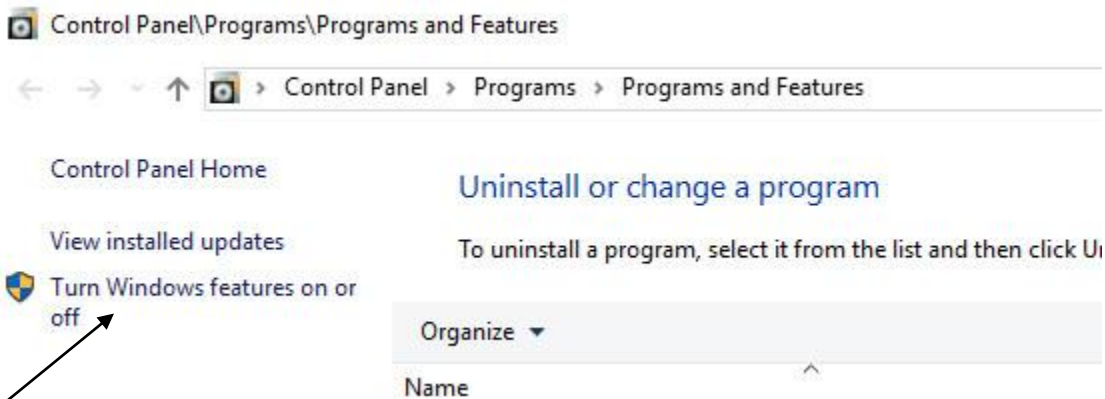 Control Panel\Programs\Programs and Features
Control Panel > Programs > Programs and Features
Control Panel Home
Uninstall or change a program
View installed updates
To uninstall a program, select it from the list and then click
Turn Windows features on or
off
Organize
Name